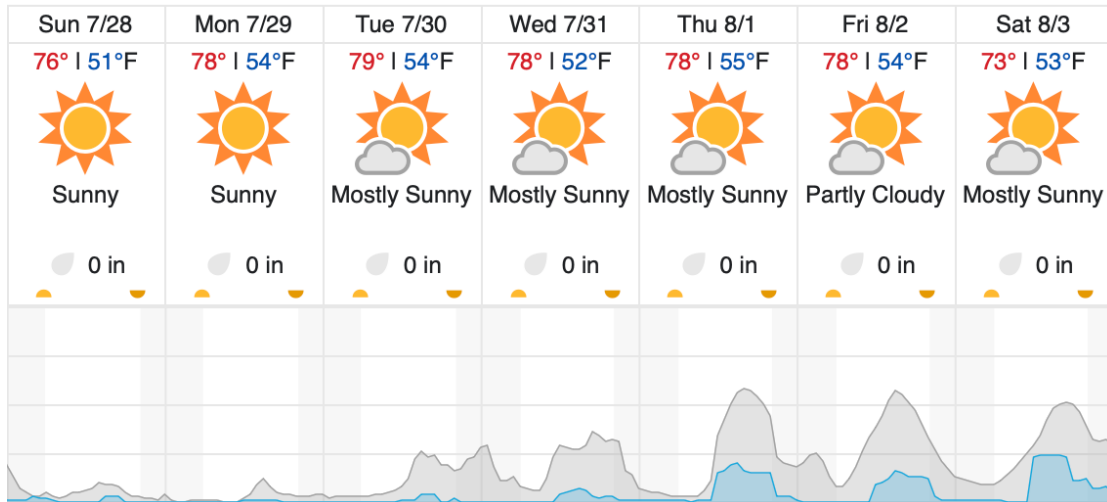 Sun 7/28 Mon 7/29 Tue 7/30 Wed 7/31 Thu 8/1 Fri 8/2 Sat 8/3
76° | 51°F 78° | 54°F 79° | 54°F 78° | 52°F 78° | 55°F 78° | 54°F 73° | 53°F
Sunny Sunny Mostly Sunny Mostly Sunny Mostly Sunny Partly Cloudy Mostly Sunny
0 in 0 in 0 in 0 in 0 in 0 in 0 in